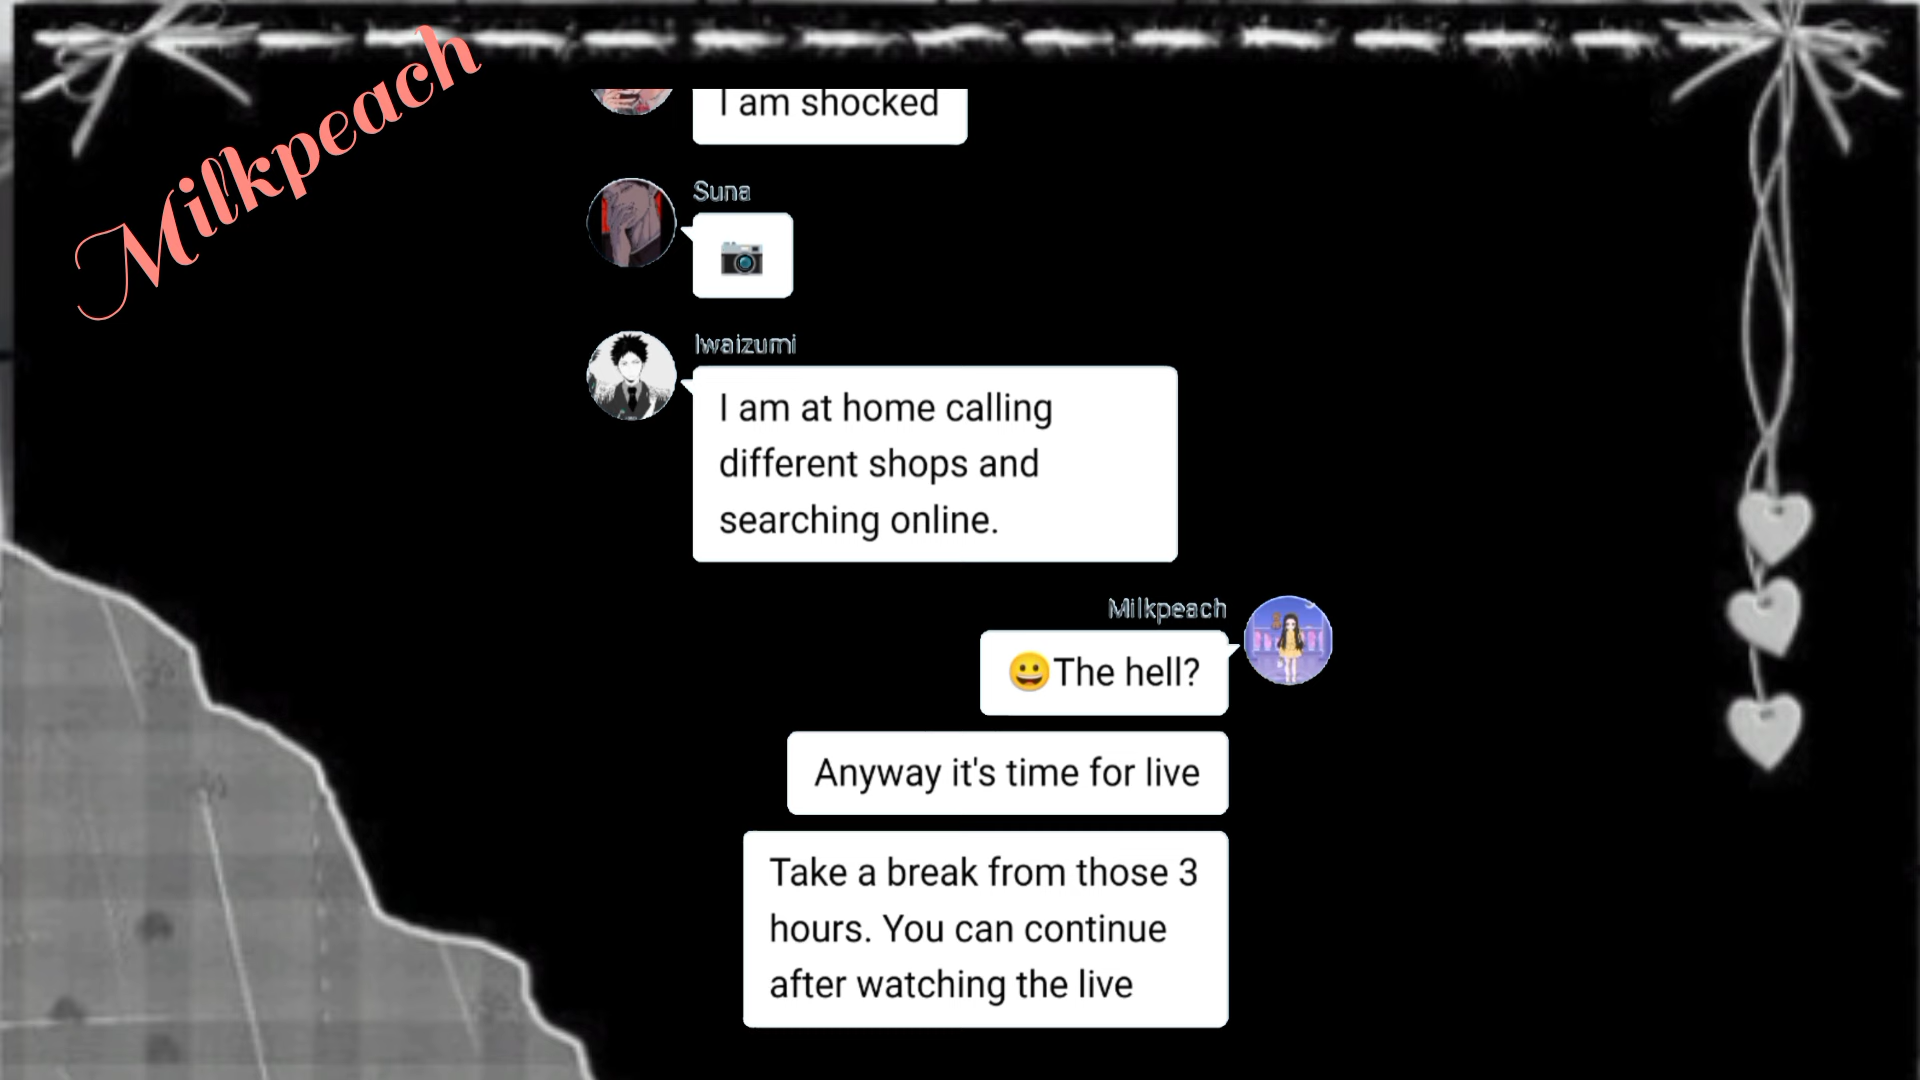 Milkpeach
I am shocked
Suna
📷
Iwaizumi
I am at home calling
different shops and
searching online.
Milkpeach
😀The hell?
Anyway it's time for live
Take a break from those 3
hours. You can continue
after watching the live